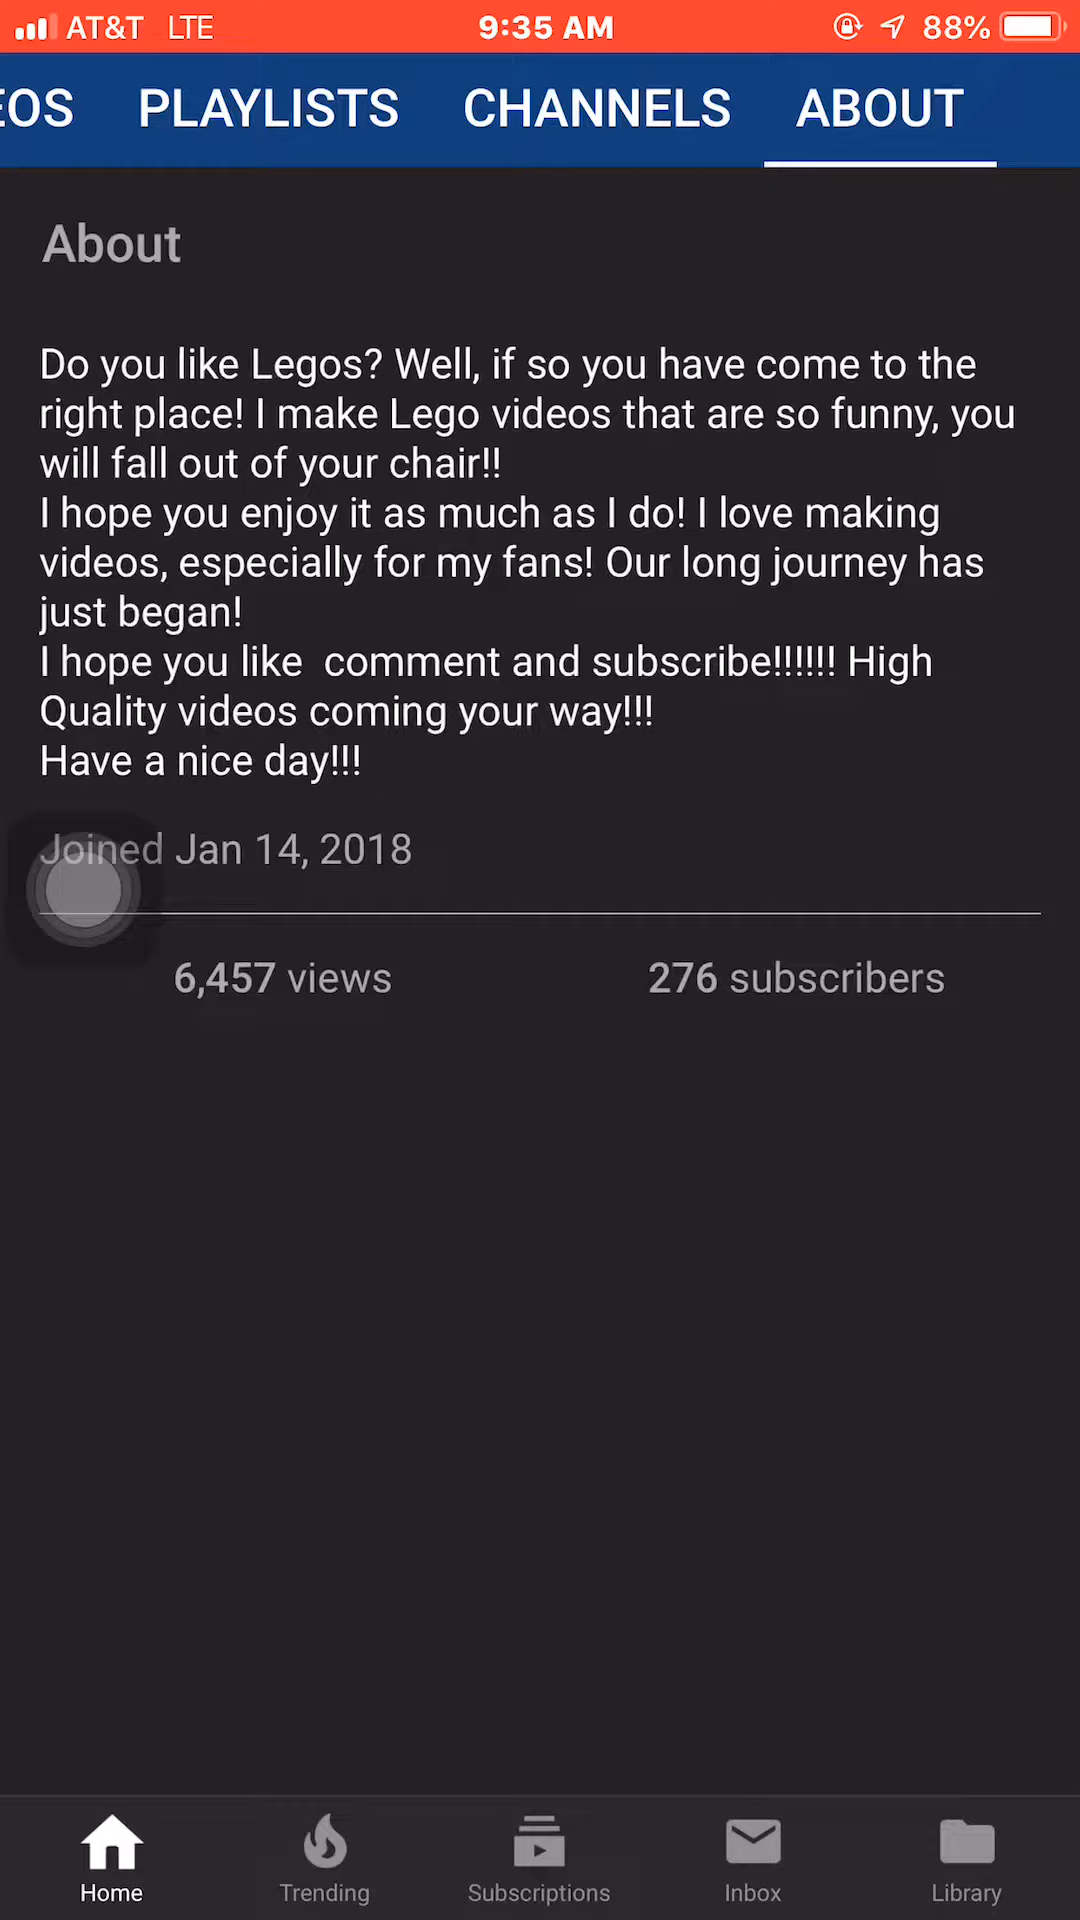 AT&T LTE 9:35 AM 88%
EOS PLAYLISTS CHANNELS ABOUT
About
Do you like Legos? Well, if so you have come to the
right place! I make Lego videos that are so funny, you
will fall out of your chair!!
I hope you enjoy it as much as I do! I love making
videos, especially for my fans! Our long journey has
just began!
I hope you like  comment and subscribe!!!!!! High
Quality videos coming your way!!!
Have a nice day!!!
Joined Jan 14, 2018
6,457 views 276 subscribers
Home Trending Subscriptions Inbox Library